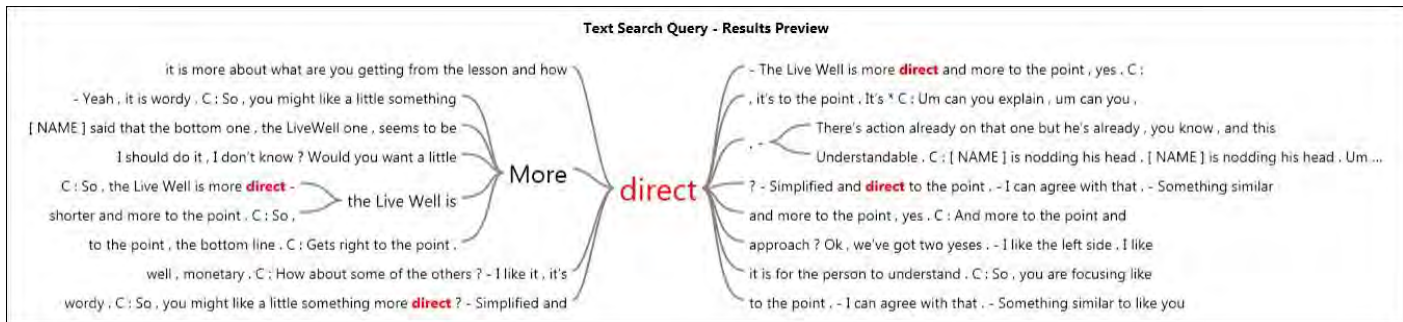 Text Search Query - Results Preview
it is more about what are you getting from the lesson and how
- Yeah , it is wordy . C : So , you might like a little something
[ NAME ] said that the bottom one , the LiveWell one , seems to be
I should do it , I don't know ? Would you want a little
C : So , the Live Well is more direct -
shorter and more to the point . C : So ,
the Live Well is
to the point , the bottom line . C : Gets right to the point .
More
well , monetary . C : How about some of the others ? - I like it , it's
wordy . C : So , you might like a little something more direct ? - Simplified and
direct
- The Live Well is more direct and more to the point , yes . C :
, it's to the point . It's * C : Um can you explain , um can you ,
. -
There's action already on that one but he's already , you know , and this
Understandable . C : [ NAME ] is nodding his head . [ NAME ] is nodding his head . Um ...
? - Simplified and direct to the point . - I can agree with that . - Something similar
and more to the point , yes . C : And more to the point and
approach ? Ok , we've got two yeses . - I like the left side . I like
it is for the person to understand . C : So , you are focusing like
to the point . - I can agree with that . - Something similar to like you